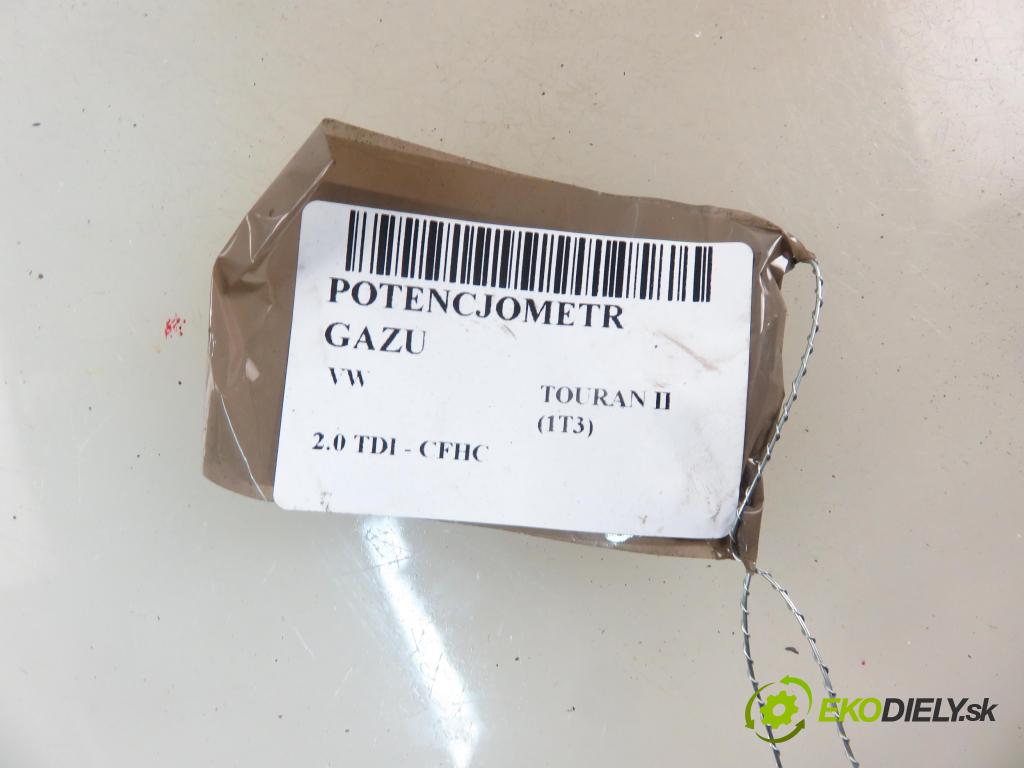 POTENCJOMETR
GAZU
VW
TOURAN II
(1T3)
2.0 TDI - CFHC
EKODIELY.sk